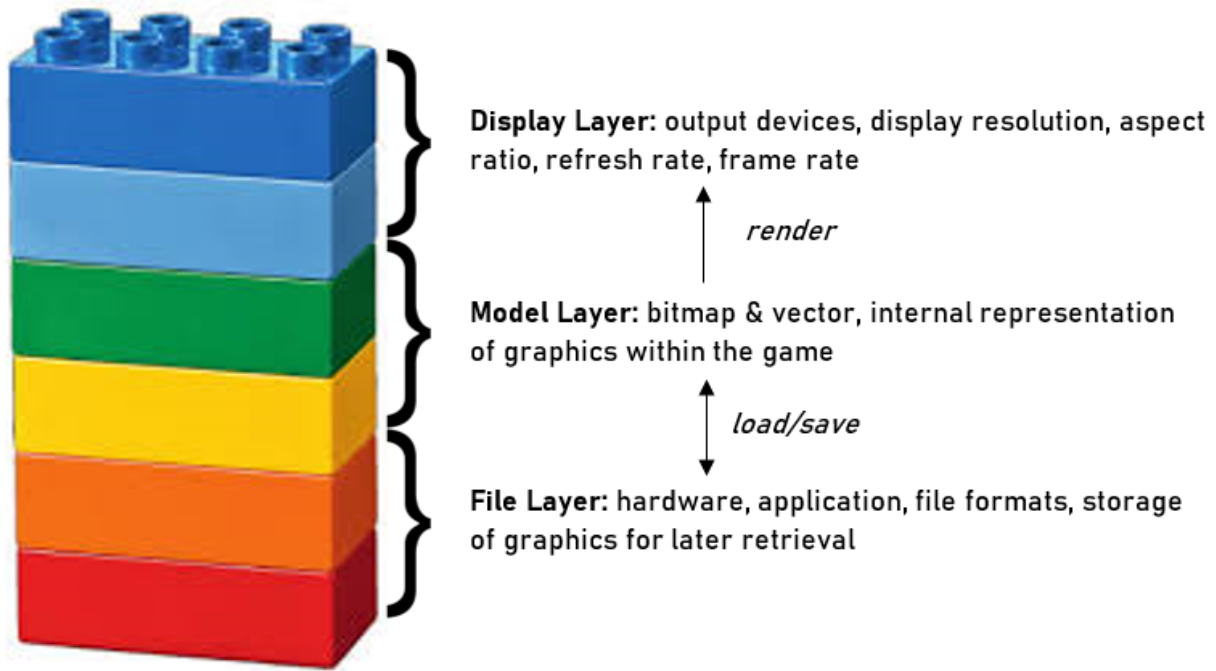 Display Layer: output devices, display resolution, aspect
ratio, refresh rate, frame rate
render
Model Layer: bitmap & vector, internal representation
of graphics within the game
load/save
File Layer: hardware, application, file formats, storage
of graphics for later retrieval